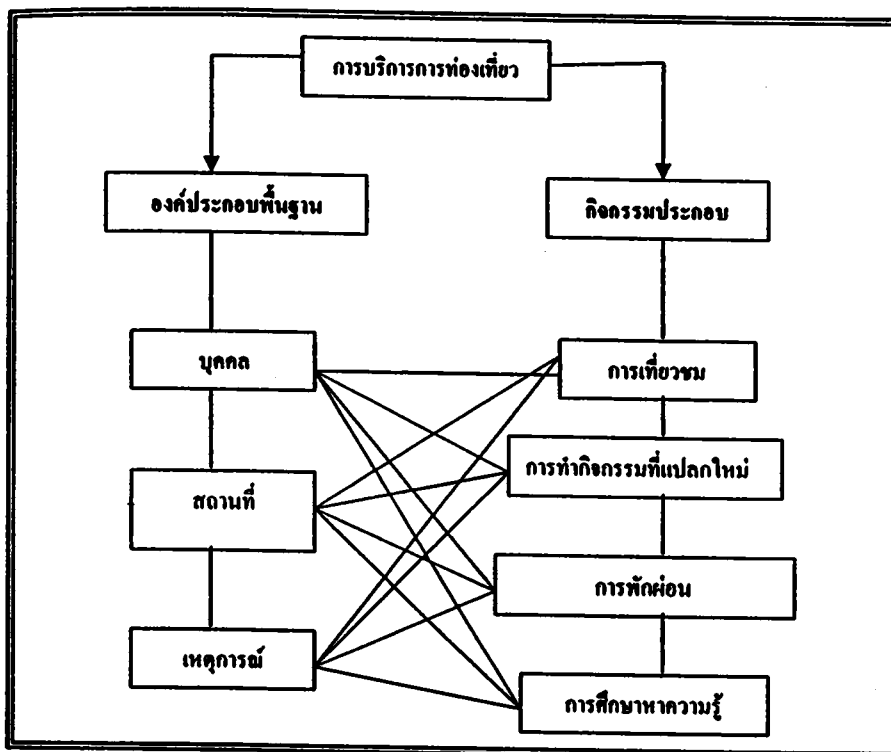 การบริการการท่องเที่ยว
องค์ประกอบพื้นฐาน
กิจกรรมประกอบ
บุคคล
การเที่ยวชม
สถานที่
การทำกิจกรรมที่แปลกใหม่
การพักผ่อน
เหตุการณ์
การศึกษาหาความรู้